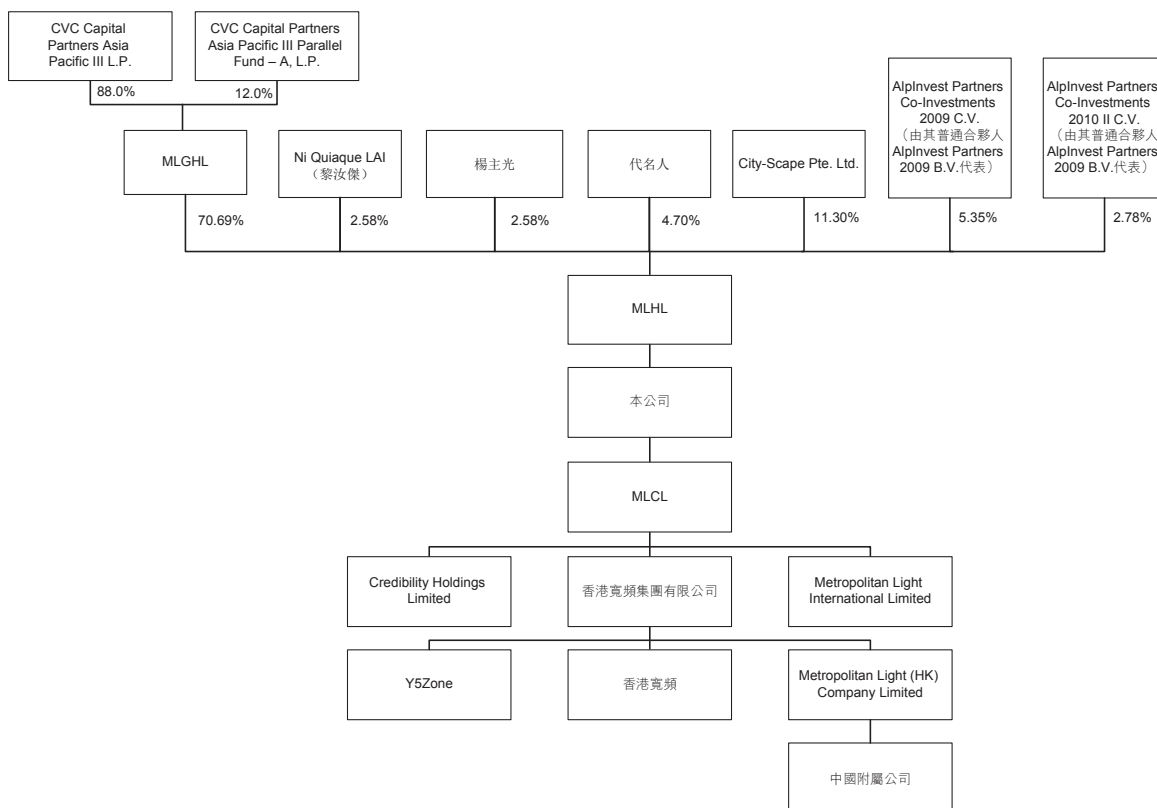 CVC Capital
Partners Asia
Pacific III L.P.
CVC Capital Partners
Asia Pacific III Parallel
Fund – A, L.P.
88.0%
12.0%
MLGHL
Ni Quiaque LAI
（黎汝傑）
楊主光
代名人
City-Scape Pte. Ltd.
AlpInvest Partners
Co-Investments
2009 C.V.
（由其普通合夥人
AlpInvest Partners
2009 B.V.代表）
AlpInvest Partners
Co-Investments
2010 II C.V.
（由其普通合夥人
AlpInvest Partners
2009 B.V.代表）
70.69%
2.58%
2.58%
4.70%
11.30%
5.35%
2.78%
MLHL
本公司
MLCL
Credibility Holdings
Limited
香港寬頻集團有限公司
Metropolitan Light
International Limited
Y5Zone
香港寬頻
Metropolitan Light (HK)
Company Limited
中國附屬公司